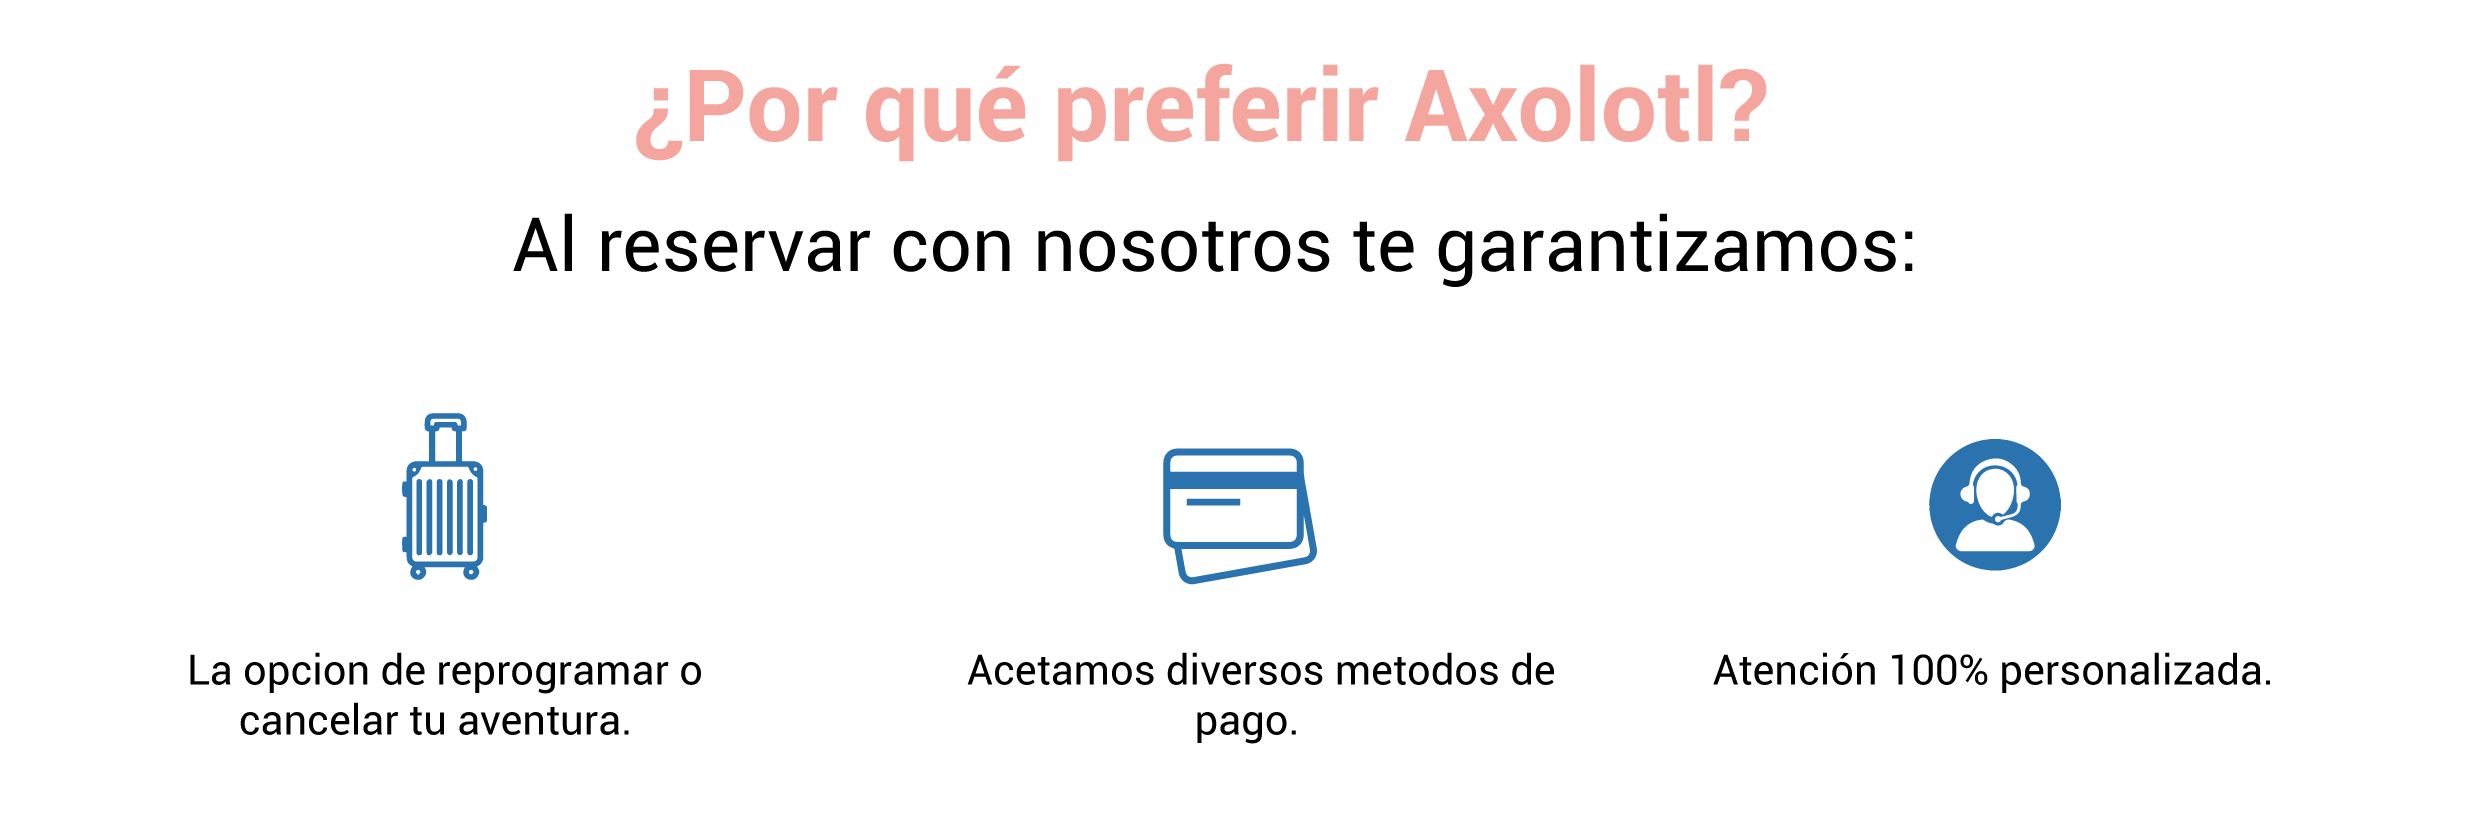 ¿Por qué preferir Axolotl?
Al reservar con nosotros te garantizamos:
La opcion de reprogramar o
cancelar tu aventura.
Acetamos diversos metodos de
pago.
Atención 100% personalizada.